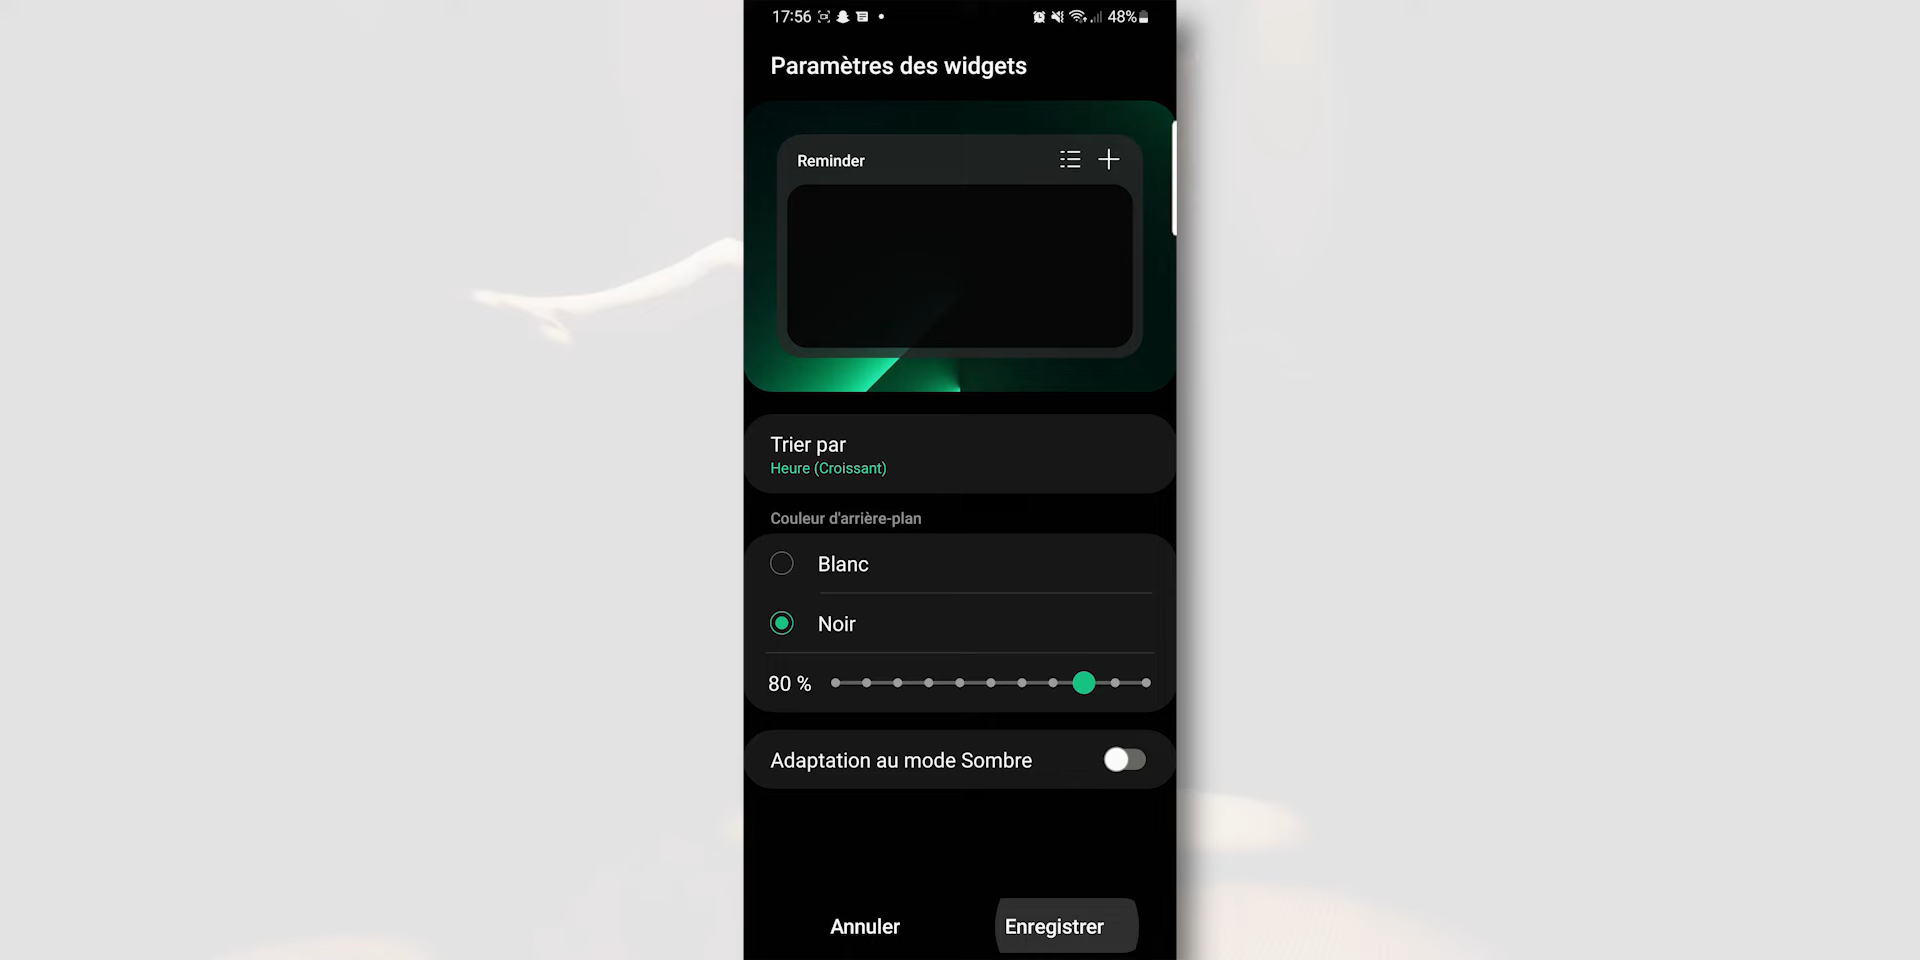 17:56 48%
Paramètres des widgets
Reminder
Trier par
Heure (Croissant)
Couleur d'arrière-plan
Blanc
Noir
80 %
Adaptation au mode Sombre
Annuler Enregistrer